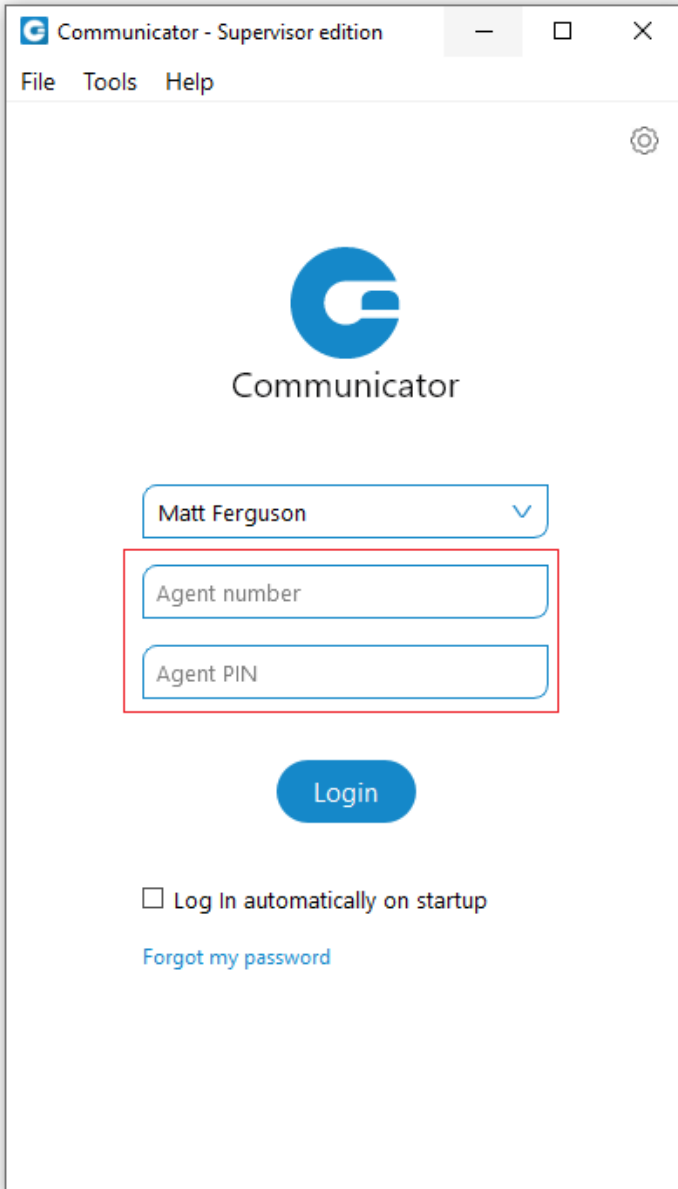 Communicator - Supervisor edition
File Tools Help
Communicator
Matt Ferguson
Agent number
Agent PIN
Login
Log In automatically on startup
Forgot my password